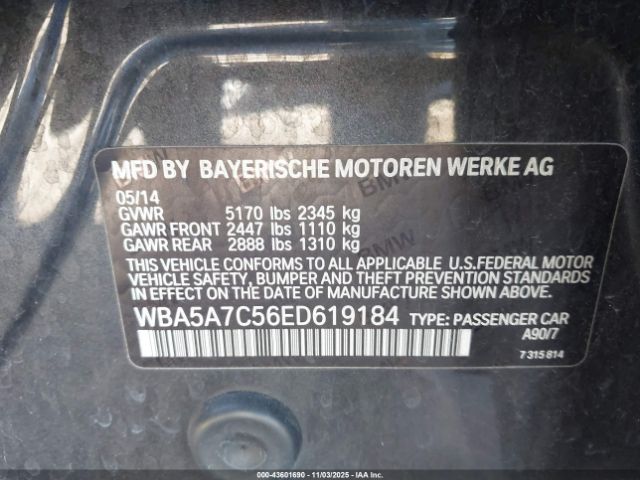 MFD BY BAYERISCHE MOTOREN WERKE AG
05/14
GVWR 5170 lbs 2345 kg
GAWR FRONT 2447 lbs 1110 kg
GAWR REAR 2888 lbs 1310 kg
THIS VEHICLE CONFORMS TO ALL APPLICABLE U.S.FEDERAL MOTOR
VEHICLE SAFETY, BUMPER AND THEFT PREVENTION STANDARDS
IN EFFECT ON THE DATE OF MANUFACTURE SHOWN ABOVE.
WBA5A7C56ED619184 TYPE: PASSENGER CAR
A90/7
7 315 814
000-43601690 - 11/03/2025 - IAAI.com